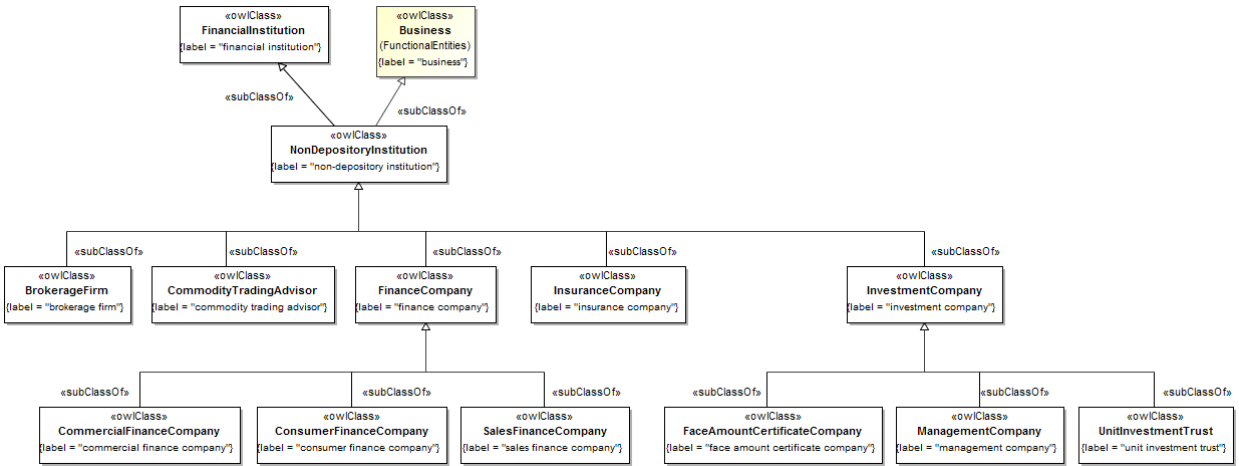 «owlClass»
FinancialInstitution
{label = "financial institution"}
«owlClass»
Business
(FunctionalEntities)
{label = "business"}
«subClassOf»
«subClassOf»
«owlClass»
NonDepositoryInstitution
{label = "non-depository institution"}
«subClassOf»
«subClassOf»
«subClassOf»
«subClassOf»
«subClassOf»
«owlClass»
BrokerageFirm
{label = "brokerage firm"}
«owlClass»
CommodityTradingAdvisor
{label = "commodity trading advisor"}
«owlClass»
FinanceCompany
{label = "finance company"}
«owlClass»
InsuranceCompany
{label = "insurance company"}
«owlClass»
InvestmentCompany
{label = "investment company"}
«subClassOf»
«subClassOf»
«subClassOf»
«subClassOf»
«subClassOf»
«subClassOf»
«owlClass»
CommercialFinanceCompany
{label = "commercial finance company"}
«owlClass»
ConsumerFinanceCompany
{label = "consumer finance company"}
«owlClass»
SalesFinanceCompany
{label = "sales finance company"}
«owlClass»
FaceAmountCertificateCompany
{label = "face amount certificate company"}
«owlClass»
ManagementCompany
{label = "management company"}
«owlClass»
UnitInvestmentTrust
{label = "unit investment trust"}